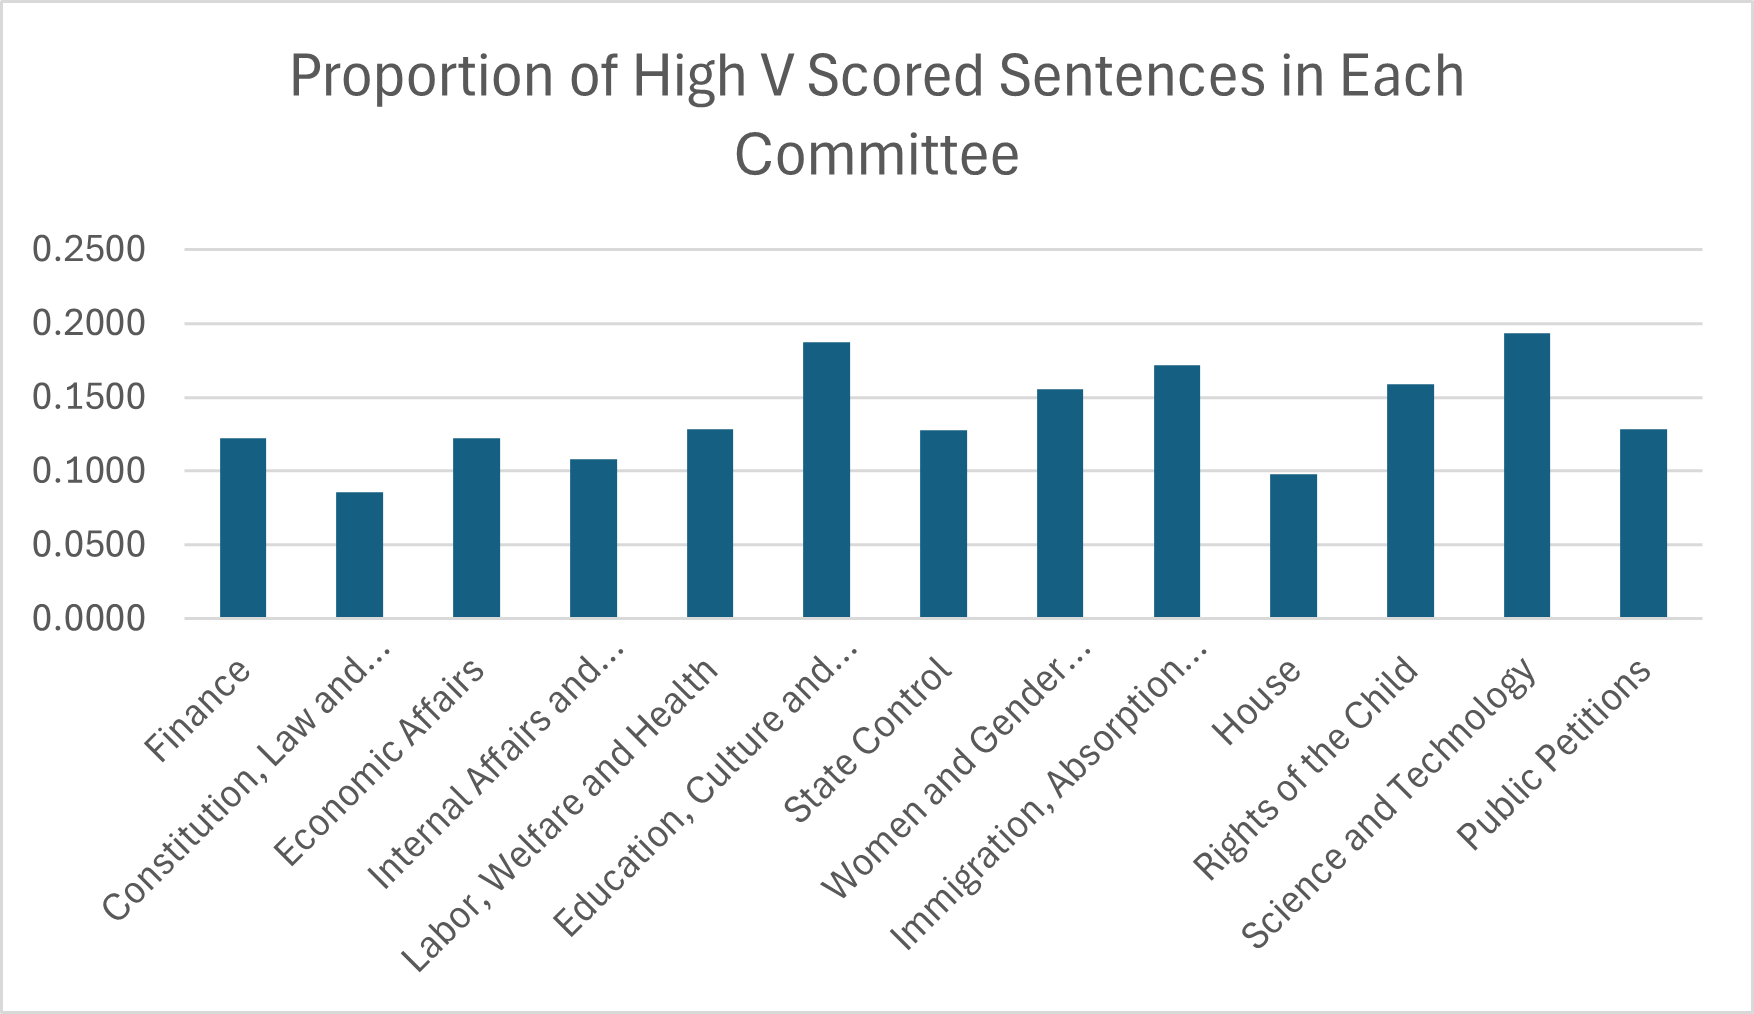 Proportion of High V Scored Sentences in Each
Committee
0.2500
0.2000
0.1500
0.1000
0.0500
0.0000
Finance
Constitution, Law and...
Economic Affairs
Internal Affairs and...
Labor, Welfare and Health
Education, Culture and...
State Control
Women and Gender...
Immigration, Absorption...
House
Rights of the Child
Science and Technology
Public Petitions